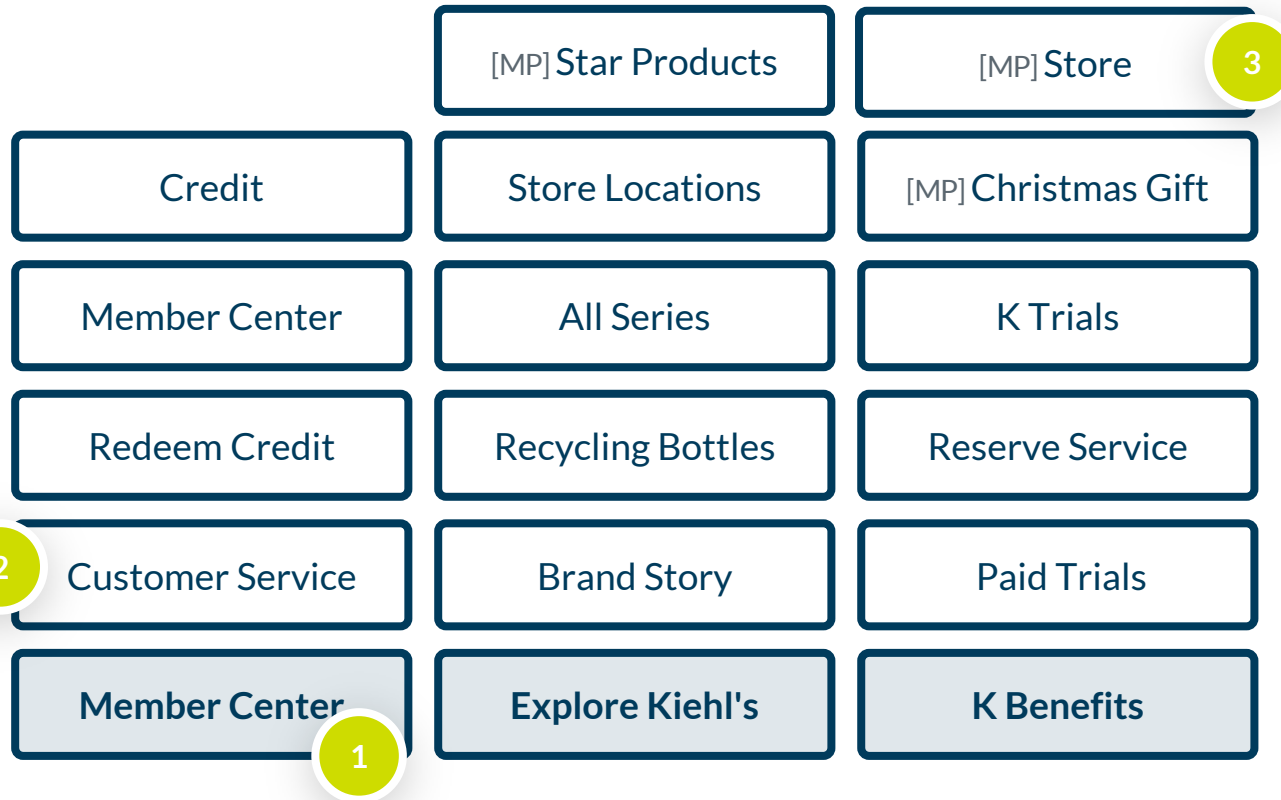 [MP] Star Products
[MP] Store
3
Credit
Store Locations
[MP] Christmas Gift
Member Center
All Series
K Trials
Redeem Credit
Recycling Bottles
Reserve Service
2
Customer Service
Brand Story
Paid Trials
Member Center
Explore Kiehl's
K Benefits
1